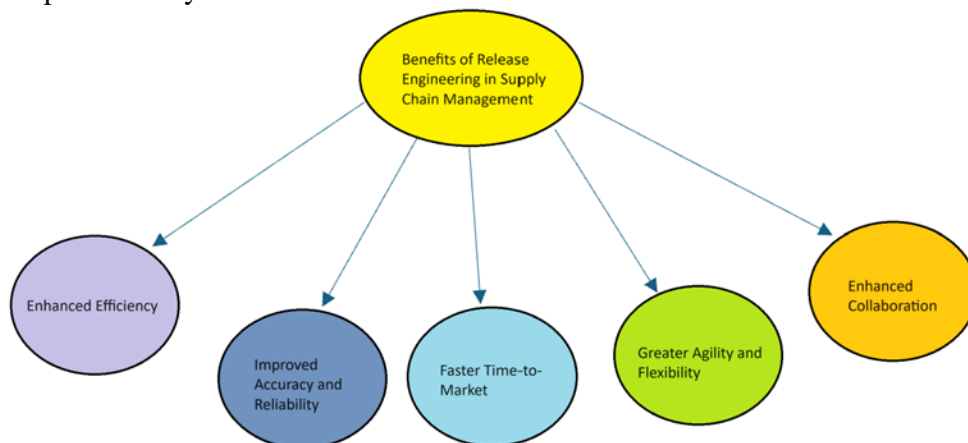 Benefits of Release
Engineering in Supply
Chain Management
Enhanced Efficiency
Improved
Accuracy and
Reliability
Faster Time-to-
Market
Greater Agility and
Flexibility
Enhanced
Collaboration